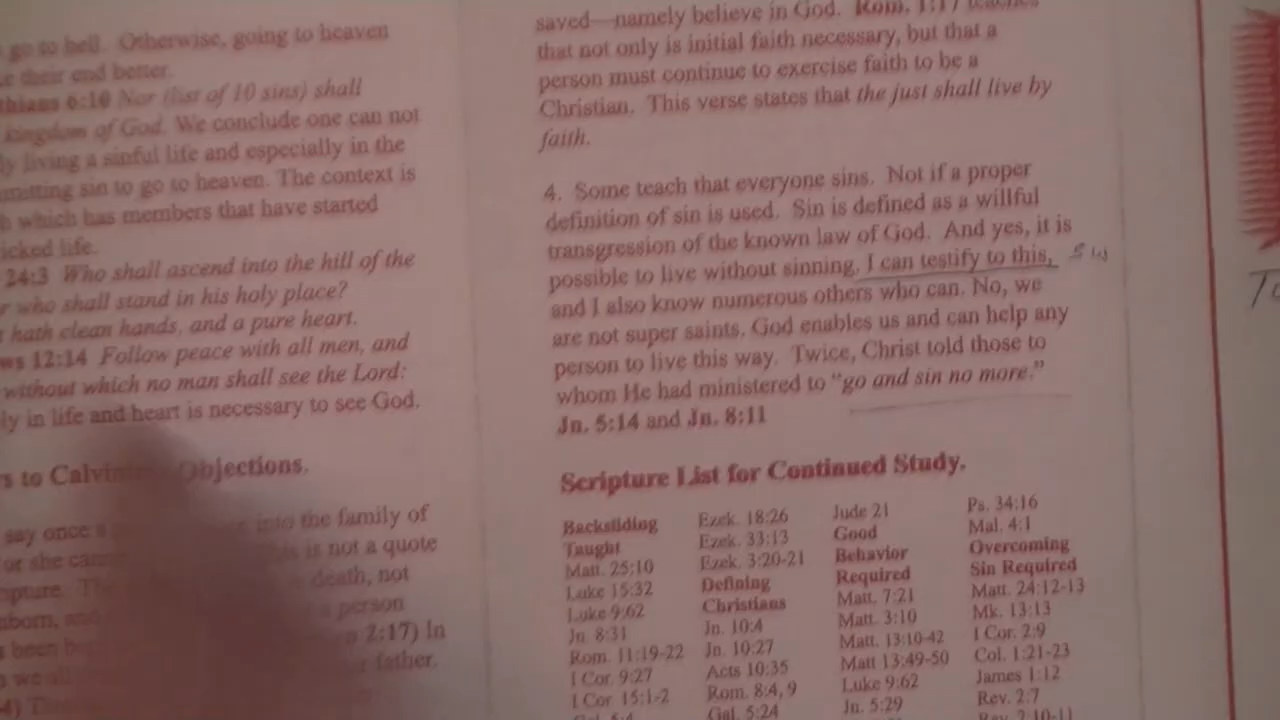 go to hell. Otherwise, going to heaven
their end better.
6:10 Nor (list of 10 sins) shall
kingdom of God. We conclude one can not
living a sinful life and especially in the
sin to go to heaven. The context is
which has members that have started
life.
24:3 Who shall ascend into the hill of the
who shall stand in his holy place?
hath clean hands, and a pure heart.
12:14 Follow peace with all men, and
without which no man shall see the Lord:
in life and heart is necessary to see God.
to Objections.
say once a into the family of
or she is not a quote
death, not
person
2:17) In
been
father.
saved—namely believe in God. Rom. 1:17 teaches
that not only is initial faith necessary, but that a
person must continue to exercise faith to be a
Christian. This verse states that the just shall live by
faith.
4. Some teach that everyone sins. Not if a proper
definition of sin is used. Sin is defined as a willful
transgression of the known law of God. And yes, it is
possible to live without sinning, I can testify to this,
and I also know numerous others who can. No, we
are not super saints, God enables us and can help any
person to live this way. Twice, Christ told those to
whom He had ministered to “go and sin no more.”
Jn. 5:14 and Jn. 8:11
Scripture List for Continued Study.
Backsliding
Taught
Matt. 25:10
Luke 15:32
Luke 9:62
Jn. 8:31
Rom. 11:19-22
I Cor. 9:27
I Cor 15:1-2
Ezek. 18:26
Ezek. 33:13
Ezek. 3:20-21
Defining
Christians
Jn. 10:4
Jn. 10:27
Acts 10:35
Rom. 8:4, 9
Gal. 5:24
Jude 21
Good
Behavior
Required
Matt. 7:21
Matt. 3:10
Matt. 13:10-42
Matt 13:49-50
Luke 9:62
Jn. 5:29
Ps. 34:16
Mal. 4:1
Overcoming
Sin Required
Matt. 24:12-13
Mk. 13:13
I Cor. 2:9
Col. 1:21-23
James 1:12
Rev. 2:7
Rev. 2:10-11